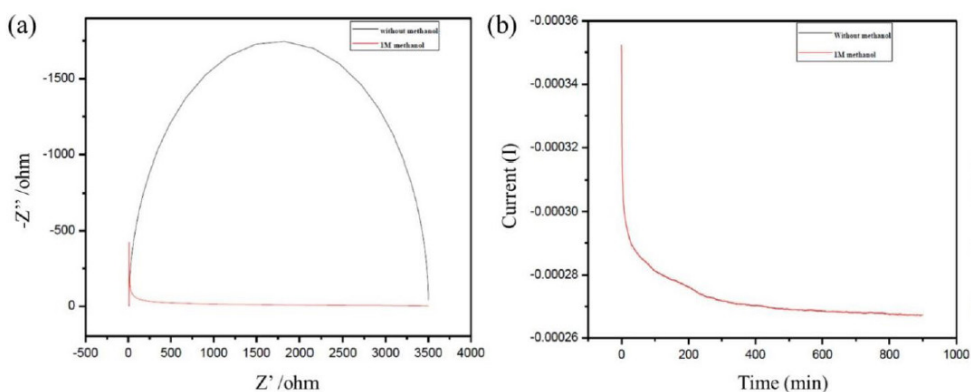 (a)
without methanol
1M methanol
-1500
-1000
-500
0
-Z” /ohm
-500 0 500 1000 1500 2000 2500 3000 3500 4000
Z’ /ohm
(b)
-0.00036
Without methanol
1M methanol
-0.00034
-0.00032
-0.00030
-0.00028
-0.00026
Current (I)
0 200 400 600 800 1000
Time (min)